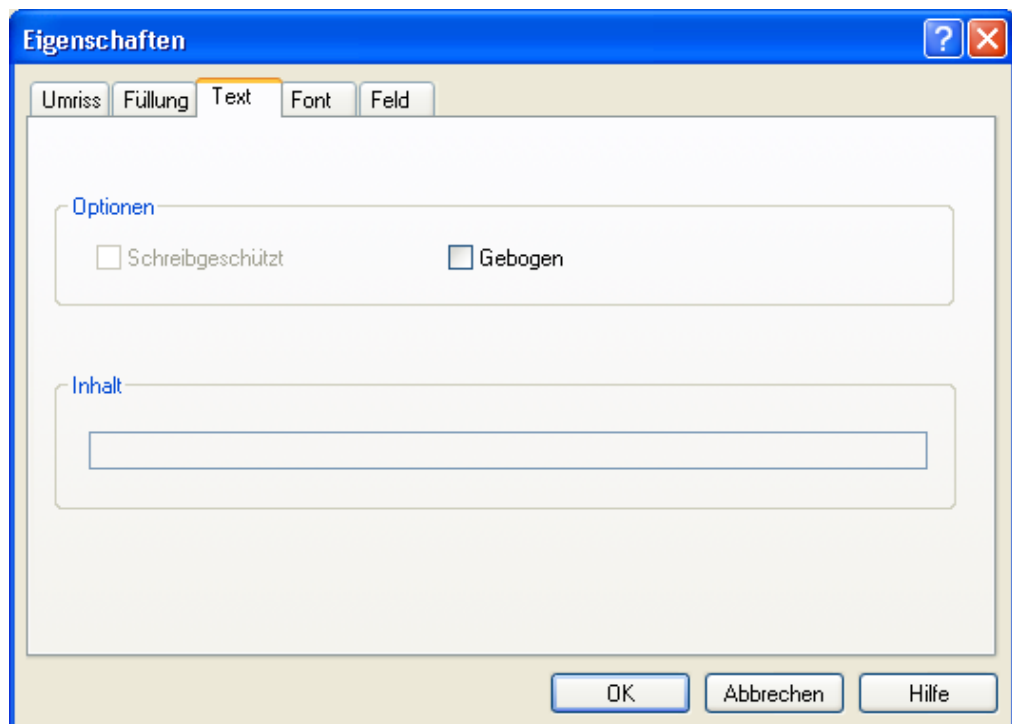 Eigenschaften
Umriss Füllung Text Font Feld
Optionen
Schreibgeschützt Gebogen
Inhalt
OK Abbrechen Hilfe